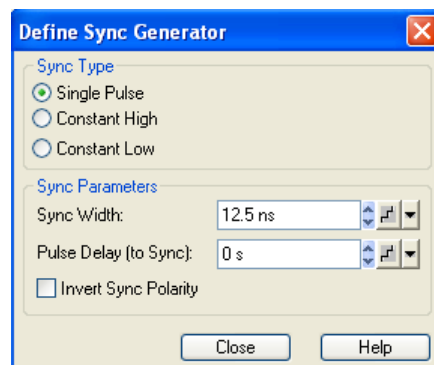 Define Sync Generator
Sync Type
Single Pulse
Constant High
Constant Low
Sync Parameters
Sync Width: 12.5 ns
Pulse Delay (to Sync): 0 s
Invert Sync Polarity
Close Help